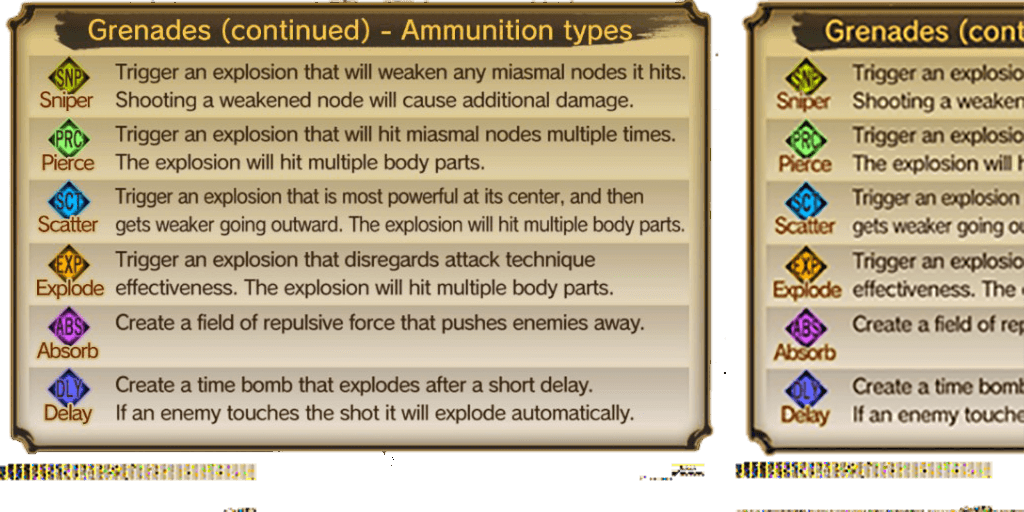 Grenades (continued) - Ammunition types
SNP
Sniper
Trigger an explosion that will weaken any miasmal nodes it hits.
Shooting a weakened node will cause additional damage.
PRC
Pierce
Trigger an explosion that will hit miasmal nodes multiple times.
The explosion will hit multiple body parts.
SCT
Scatter
Trigger an explosion that is most powerful at its center, and then
gets weaker going outward. The explosion will hit multiple body parts.
EXP
Explode
Trigger an explosion that disregards attack technique
effectiveness. The explosion will hit multiple body parts.
ABS
Absorb
Create a field of repulsive force that pushes enemies away.
DLY
Delay
Create a time bomb that explodes after a short delay.
If an enemy touches the shot it will explode automatically.
Grenades (cont
SNP
Sniper
Trigger an explosio
Shooting a weaken
PRC
Pierce
Trigger an explosio
The explosion will h
SCT
Scatter
Trigger an explosion
gets weaker going ou
EXP
Explode
Trigger an explosio
effectiveness. The
ABS
Absorb
Create a field of rep
DLY
Delay
Create a time bomb
If an enemy touche